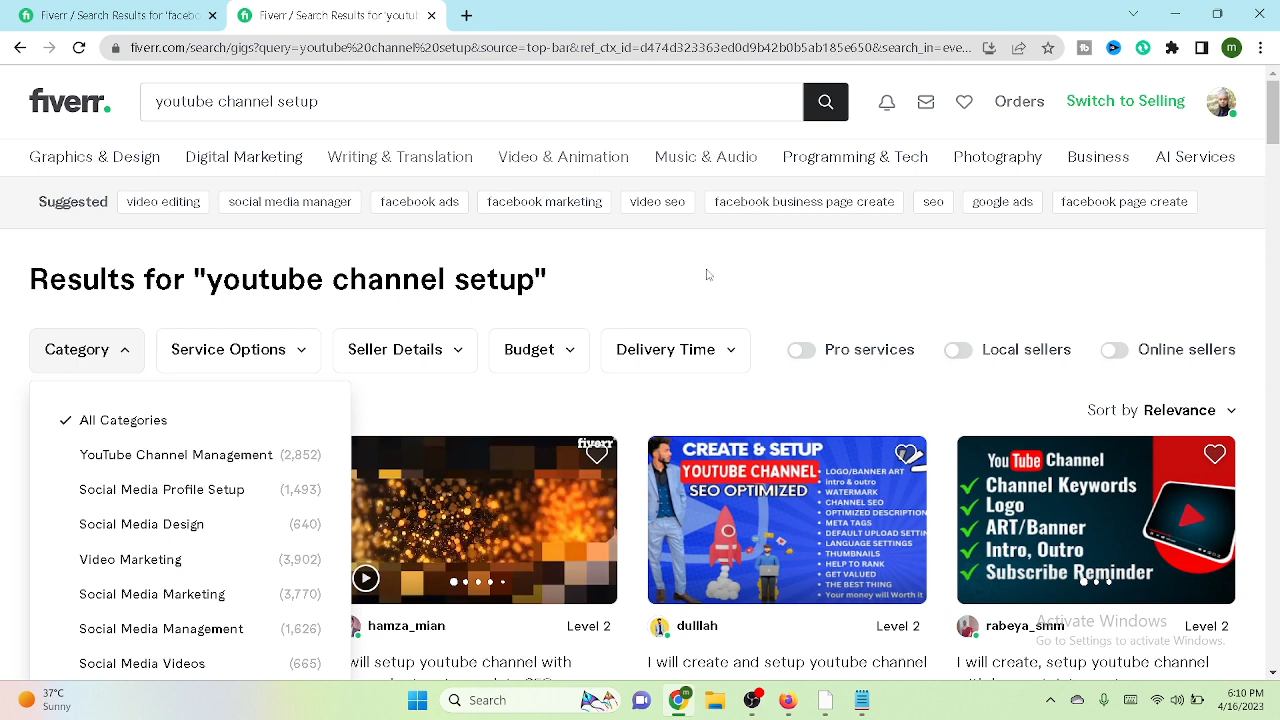 Fiverr / Search Results
Fiverr / youtube setup
fiverr.com/search/gigs?query=youtube%20channel%20setup&source=top-bar&ref_ctx_id=d474d323363ed0d9b42b0b5ab185e650&search_in=eve...
fiverr.
youtube channel setup
Orders
Switch to Selling
Graphics & Design
Digital Marketing
Writing & Translation
Video & Animation
Music & Audio
Programming & Tech
Photography
Business
AI Services
Suggested
video editing
social media manager
facebook ads
facebook marketing
video seo
facebook business page create
seo
google ads
facebook page create
Results for "youtube channel setup"
Category
Service Options
Seller Details
Budget
Delivery Time
Pro services
Local sellers
Online sellers
Sort by Relevance
All Categories
YouTube Channel Management (2,852)
Social Media Profile Setup (1,493)
Social Media Design (640)
Video Marketing (3,902)
Social Media Marketing (3,770)
Social Media Management (1,626)
Social Media Videos (665)
fiverr.
hamza_mian
Level 2
will setup youtube channel with
CREATE & SETUP
YOUTUBE CHANNEL
SEO OPTIMIZED
• LOGO/BANNER ART
• intro & outro
• WATERMARK
• CHANNEL SEO
• OPTIMIZED DESCRIPTION
• META TAGS
• DEFAULT UPLOAD SETTIN
• LANGUAGE SETTINGS
• THUMBNAILS
• HELP TO RANK
• GET VALUED
• THE BEST THING
• Your money will Worth it
dulllah
Level 2
I will create and setup youtube channel
YouTube Channel
Channel Keywords
Logo
ART/Banner
Intro, Outro
Subscribe Reminder
rabeya_smm
Level 2
I will create, setup youtube channel
Activate Windows
Go to Settings to activate Windows.
37°C
Sunny
Search
6:10 PM
4/16/2023